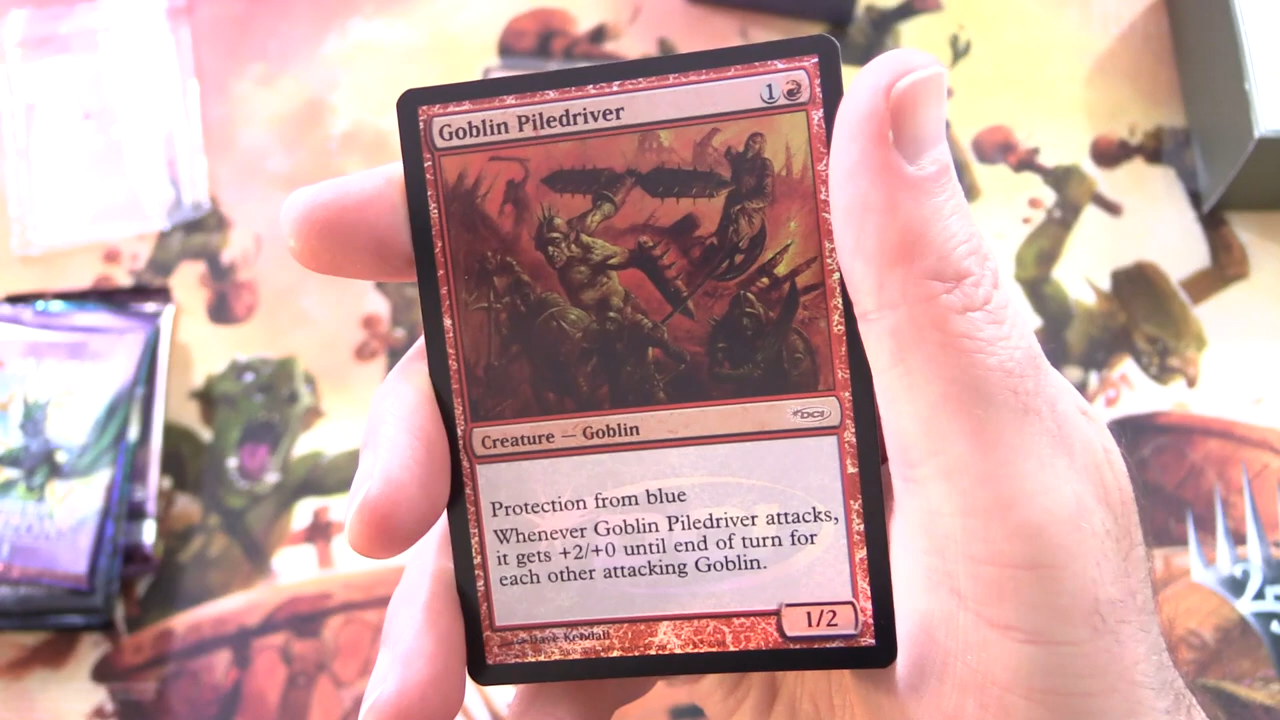 Goblin Piledriver
1
Creature — Goblin
DCI
Protection from blue
Whenever Goblin Piledriver attacks,
it gets +2/+0 until end of turn for
each other attacking Goblin.
1/2
Dave Kendall